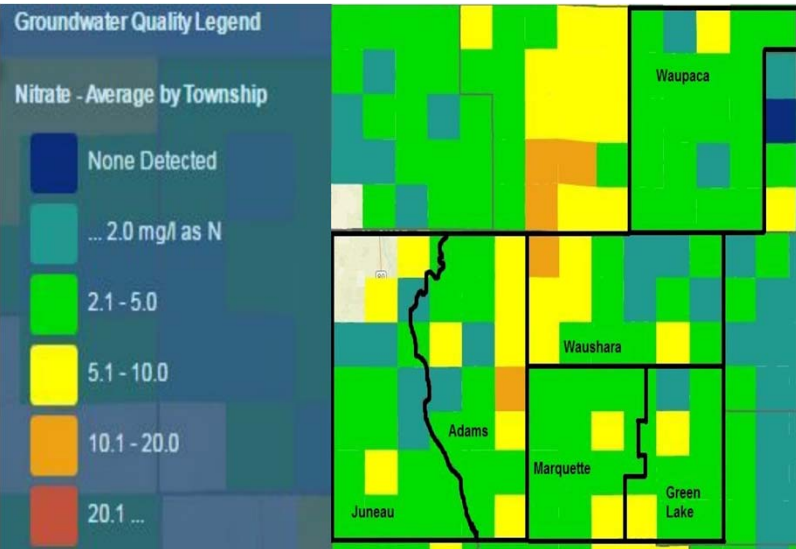 Groundwater Quality Legend
Nitrate - Average by Township
None Detected
... 2.0 mg/l as N
2.1 - 5.0
5.1 - 10.0
10.1 - 20.0
20.1 ...
Waupaca
Waushara
Adams
Marquette
Juneau
Green
Lake